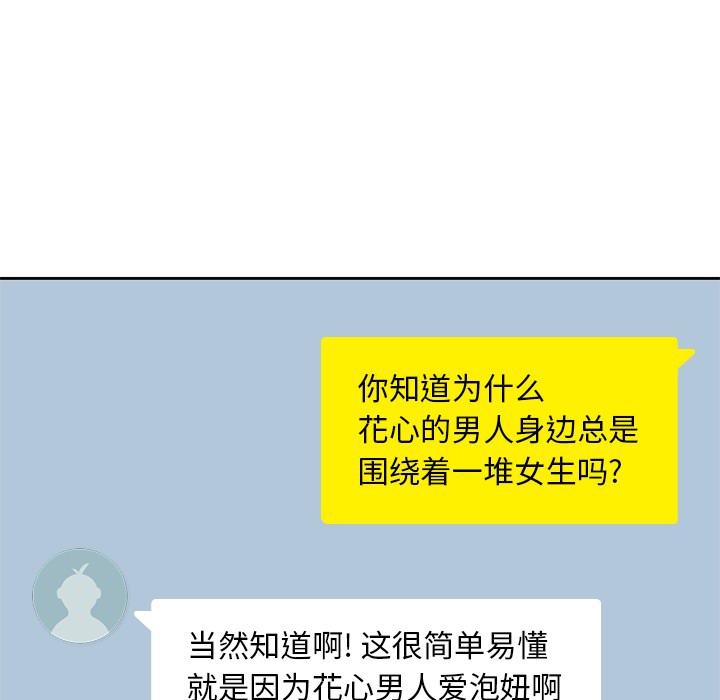 你知道为什么
花心的男人身边总是
围绕着一堆女生吗?
当然知道啊! 这很简单易懂
就是因为花心男人爱泡妞啊